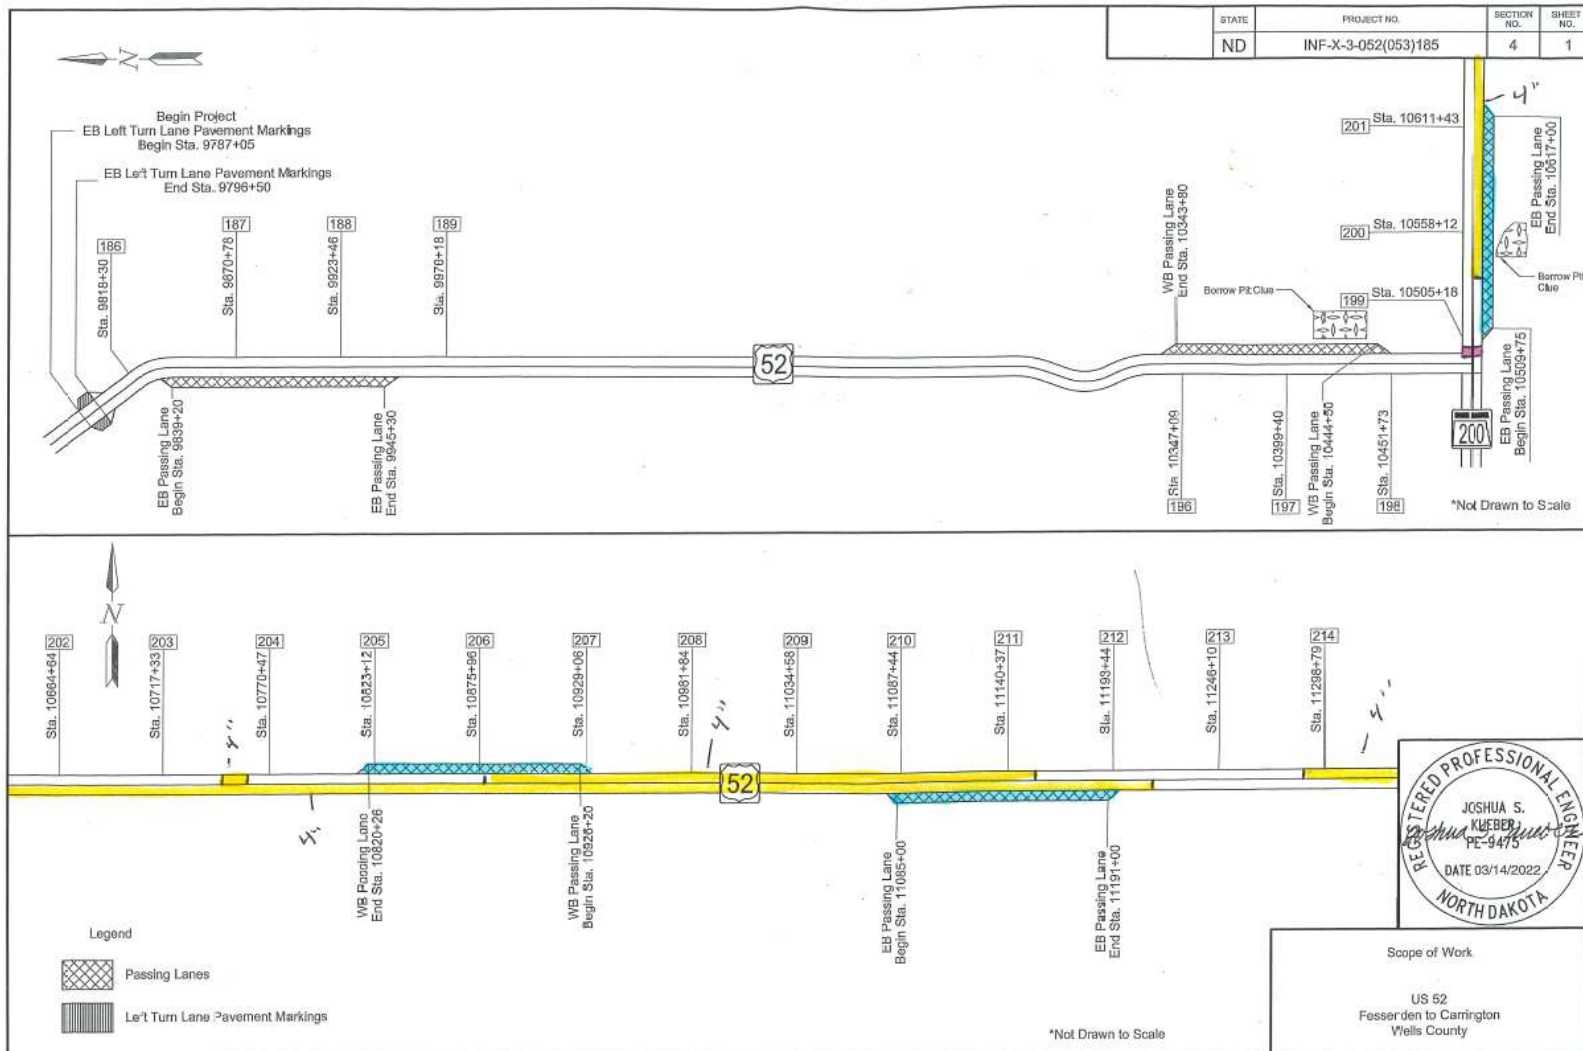 STATE
PROJECT NO.
SECTION NO.
SHEET NO.
ND
INF-X-3-052(053)185
4
1
N
Begin Project
EB Left Turn Lane Pavement Markings
Begin Sta. 9787+05
EB Left Turn Lane Pavement Markings
End Sta. 9796+50
186
Sta. 9818+30
187
Sta. 9870+78
188
Sta. 9923+46
189
Sta. 9976+18
EB Passing Lane
Begin Sta. 9839+20
EB Passing Lane
End Sta. 9945+30
52
WB Passing Lane
End Sta. 10343+80
Borrow Pit Clue
Sta. 10347+09
196
Sta. 10399+40
197
WB Passing Lane
Begin Sta. 10444+50
Sta. 10451+73
198
201
Sta. 10611+43
200
Sta. 10558+12
199
Sta. 10505+18
4"
EB Passing Lane
End Sta. 10617+00
Borrow Pit
Clue
EB Passing Lane
Begin Sta. 10509+75
200
*Not Drawn to Scale
N
202
Sta. 10664+64
203
Sta. 10717+33
204
Sta. 10770+47
205
Sta. 10823+12
206
Sta. 10875+96
207
Sta. 10929+06
208
Sta. 10981+84
209
Sta. 11034+58
210
Sta. 11087+44
211
Sta. 11140+37
212
Sta. 11193+44
213
Sta. 11246+10
214
Sta. 11298+79
4"
4"
4"
4"
52
WB Passing Lane
End Sta. 10820+26
WB Passing Lane
Begin Sta. 10926+20
EB Passing Lane
Begin Sta. 11085+00
EB Passing Lane
End Sta. 11191+00
Legend
Passing Lanes
Left Turn Lane Pavement Markings
*Not Drawn to Scale
REGISTERED PROFESSIONAL ENGINEER
JOSHUA S.
KUEBER
PE-9475
DATE 03/14/2022
NORTH DAKOTA
Scope of Work
US 52
Fessenden to Carrington
Wells County